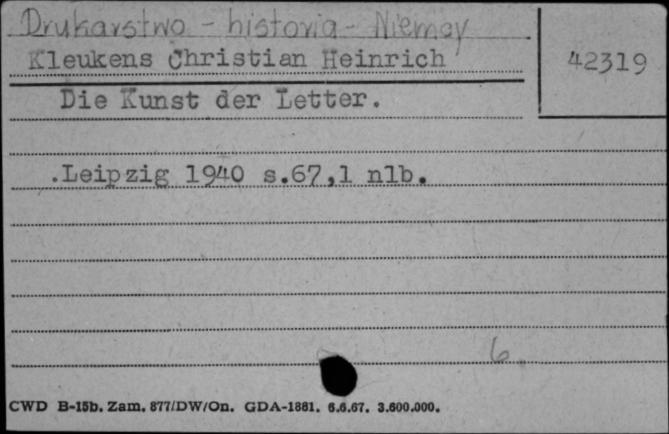 Drukarstwo - historia - Niemcy
Kleukens Christian Heinrich
42319
Die Kunst der Letter.
.Leipzig 1940 s.67,1 nlb.
6.
CWD B-15b. Zam. 877/DW/On. GDA-1881. 6.6.67. 3.600.000.